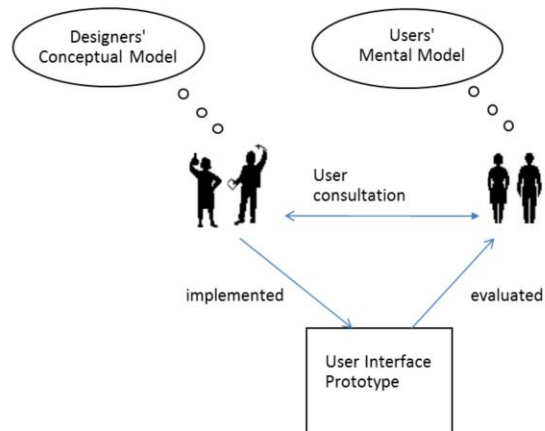 Designers'
Conceptual Model
Users'
Mental Model
User
consultation
implemented
evaluated
User Interface
Prototype